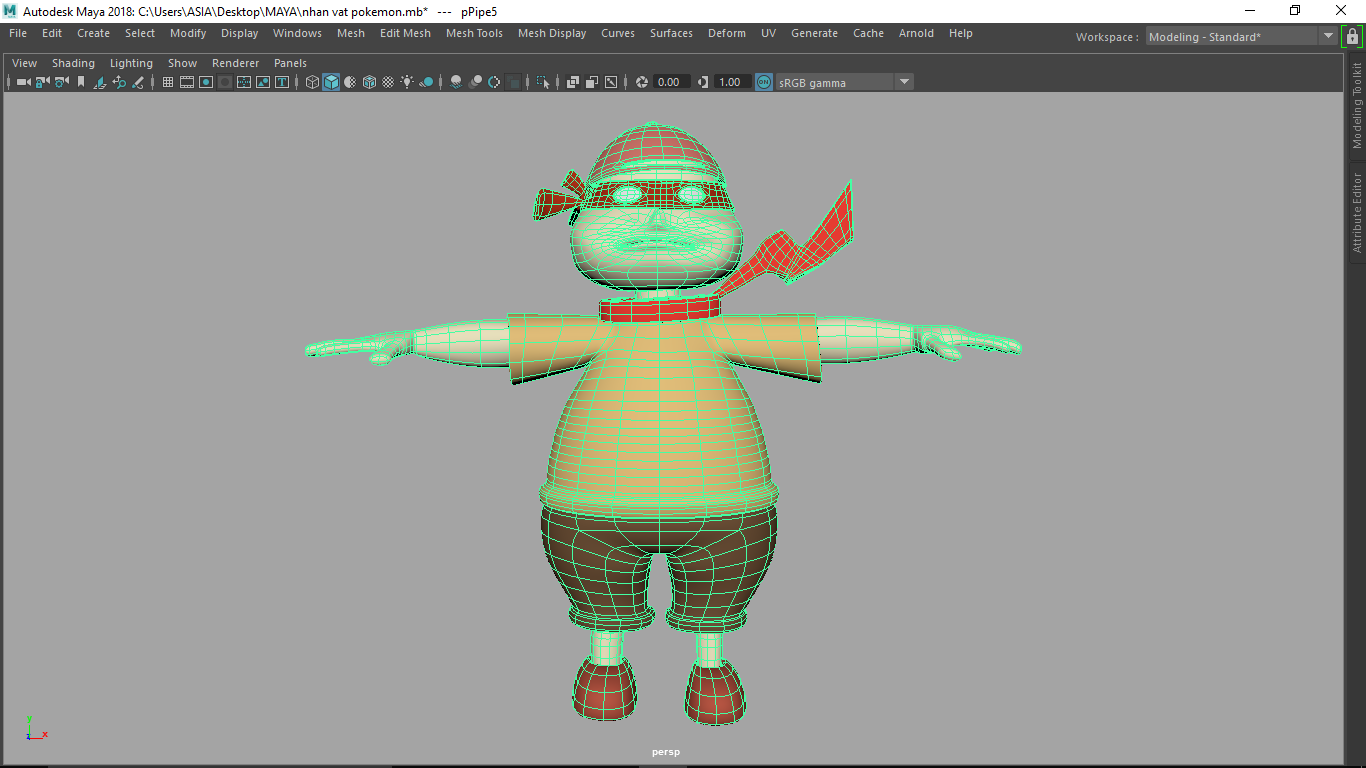 Autodesk Maya 2018: C:\Users\ASIA\Desktop\MAYA\nhan vat pokemon.mb* --- pPipe5
File Edit Create Select Modify Display Windows Mesh Edit Mesh Mesh Tools Mesh Display Curves Surfaces Deform UV Generate Cache Arnold Help
Workspace : Modeling - Standard*
View Shading Lighting Show Renderer Panels
0.00 1.00 ON sRGB gamma
Modeling Toolkit
Attribute Editor
y
z x
persp